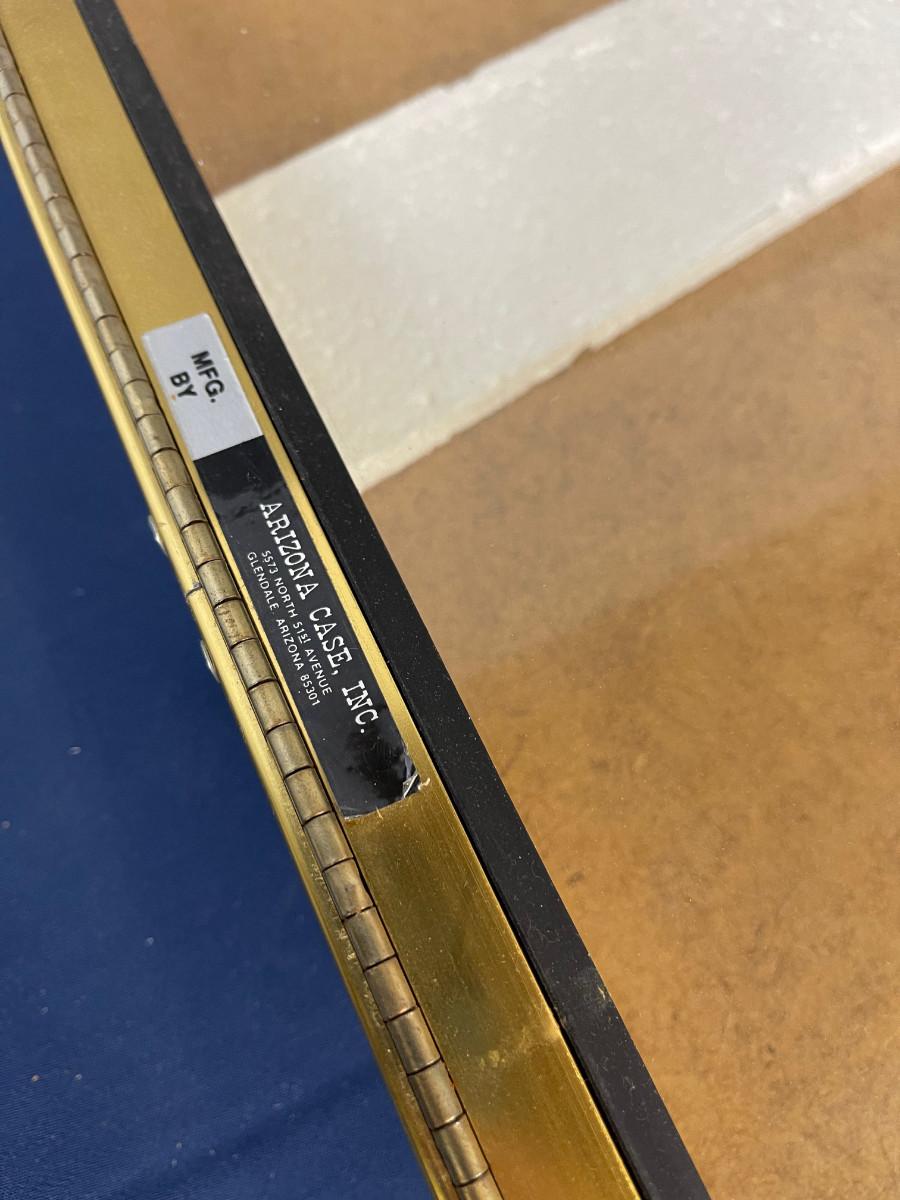 MFG.
BY
ARIZONA CASE, INC.
5573 NORTH 51st AVENUE
GLENDALE, ARIZONA 85301